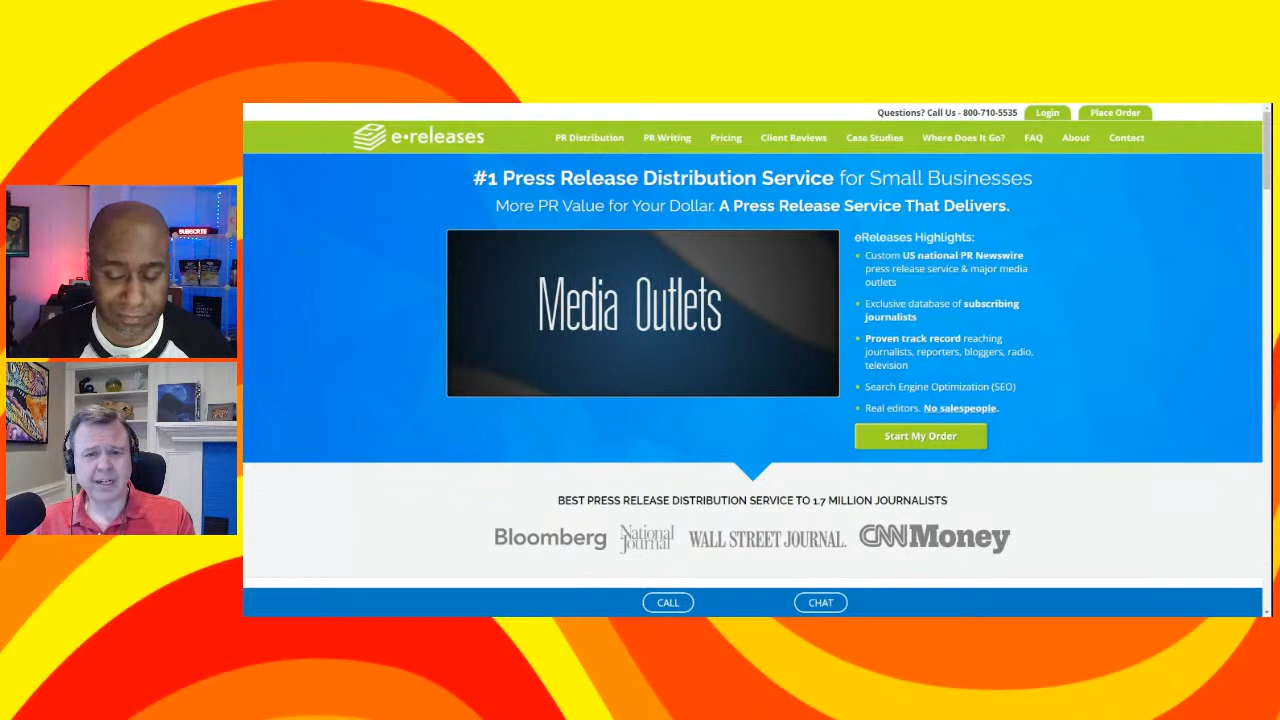 Questions? Call Us - 800-710-5535
Login
Place Order
e•releases
PR Distribution
PR Writing
Pricing
Client Reviews
Case Studies
Where Does It Go?
FAQ
About
Contact
#1 Press Release Distribution Service for Small Businesses
More PR Value for Your Dollar. A Press Release Service That Delivers.
Media Outlets
eReleases Highlights:
Custom US national PR Newswire
press release service & major media
outlets
Exclusive database of subscribing
journalists
Proven track record reaching
journalists, reporters, bloggers, radio,
television
Search Engine Optimization (SEO)
Real editors. No salespeople.
Start My Order
BEST PRESS RELEASE DISTRIBUTION SERVICE TO 1.7 MILLION JOURNALISTS
Bloomberg
National
Journal
WALL STREET JOURNAL.
CNNMoney
CALL
CHAT
SUBSCRIBE